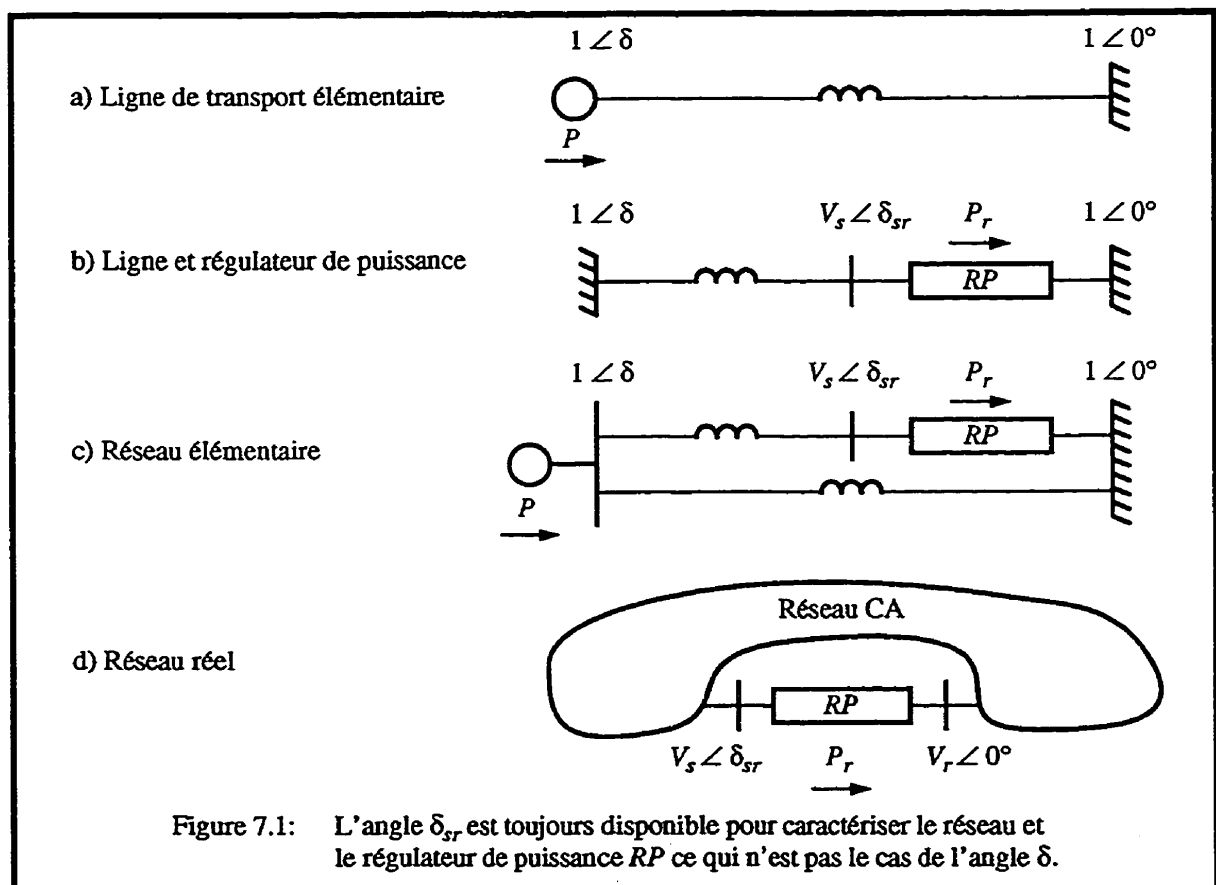 1 ∠ δ 1 ∠ 0°
a) Ligne de transport élémentaire
P
1 ∠ δ V_s ∠ δ_sr P_r 1 ∠ 0°
b) Ligne et régulateur de puissance RP
1 ∠ δ V_s ∠ δ_sr P_r 1 ∠ 0°
RP
c) Réseau élémentaire
P
Réseau CA
d) Réseau réel
RP
V_s ∠ δ_sr P_r V_r ∠ 0°
Figure 7.1: L'angle δ_sr est toujours disponible pour caractériser le réseau et
le régulateur de puissance RP ce qui n'est pas le cas de l'angle δ.